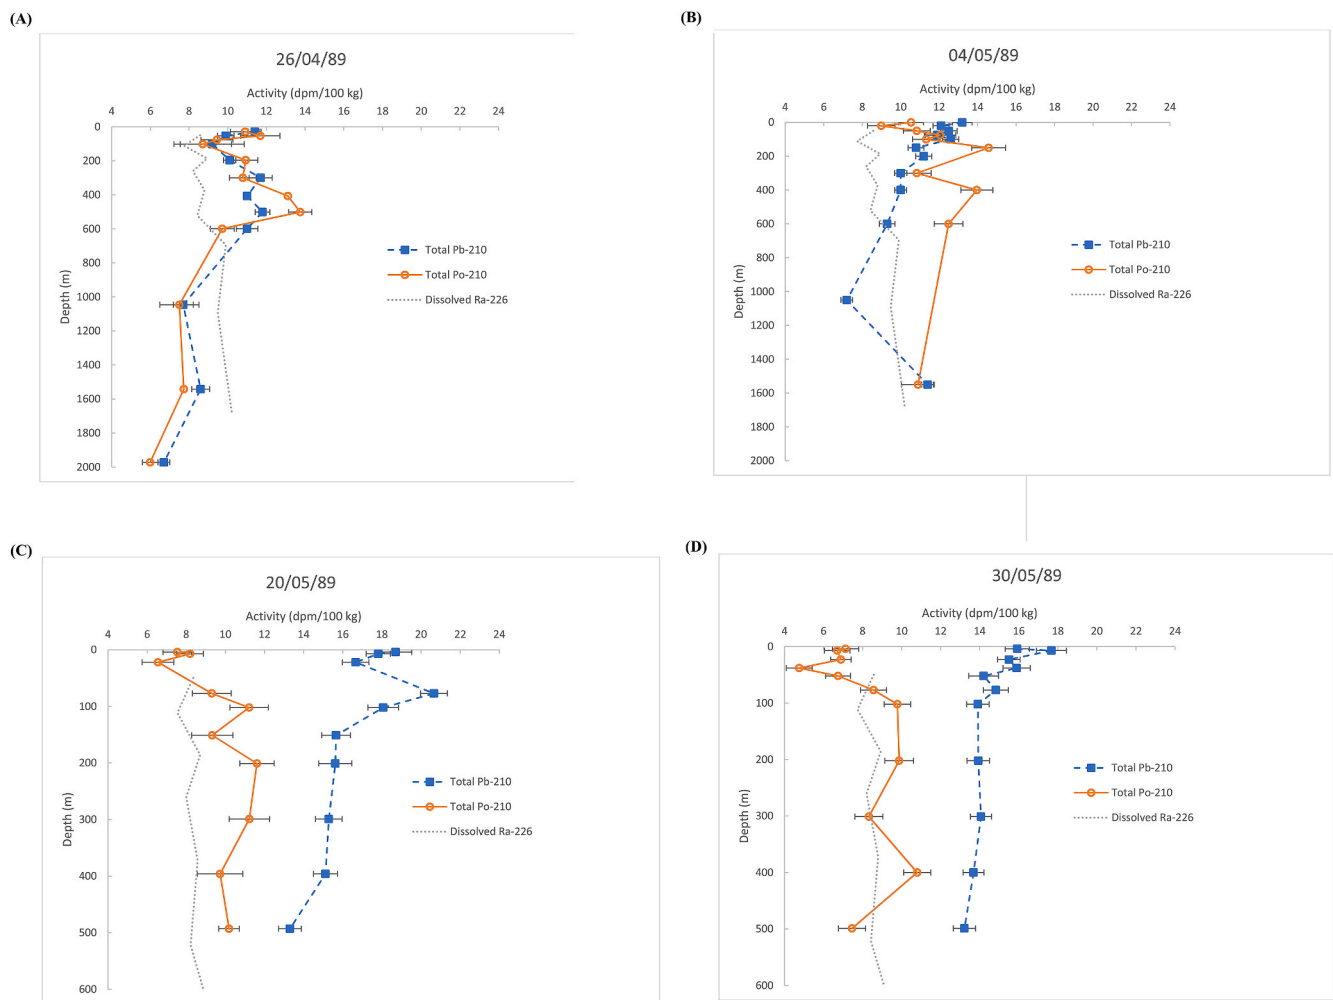 (A)
26/04/89
Activity (dpm/100 kg)
4 6 8 10 12 14 16 18 20 22 24
0
200
400
600
800
1000
1200
1400
1600
1800
2000
Depth (m)
Total Pb-210
Total Po-210
Dissolved Ra-226
(B)
04/05/89
Activity (dpm/100 kg)
4 6 8 10 12 14 16 18 20 22 24
0
200
400
600
800
1000
1200
1400
1600
1800
2000
Depth (m)
Total Pb-210
Total Po-210
Dissolved Ra-226
(C)
20/05/89
Activity (dpm/100 kg)
4 6 8 10 12 14 16 18 20 22 24
0
100
200
300
400
500
600
Depth (m)
Total Pb-210
Total Po-210
Dissolved Ra-226
(D)
30/05/89
Activity (dpm/100 kg)
4 6 8 10 12 14 16 18 20 22 24
0
100
200
300
400
500
600
Depth (m)
Total Pb-210
Total Po-210
Dissolved Ra-226